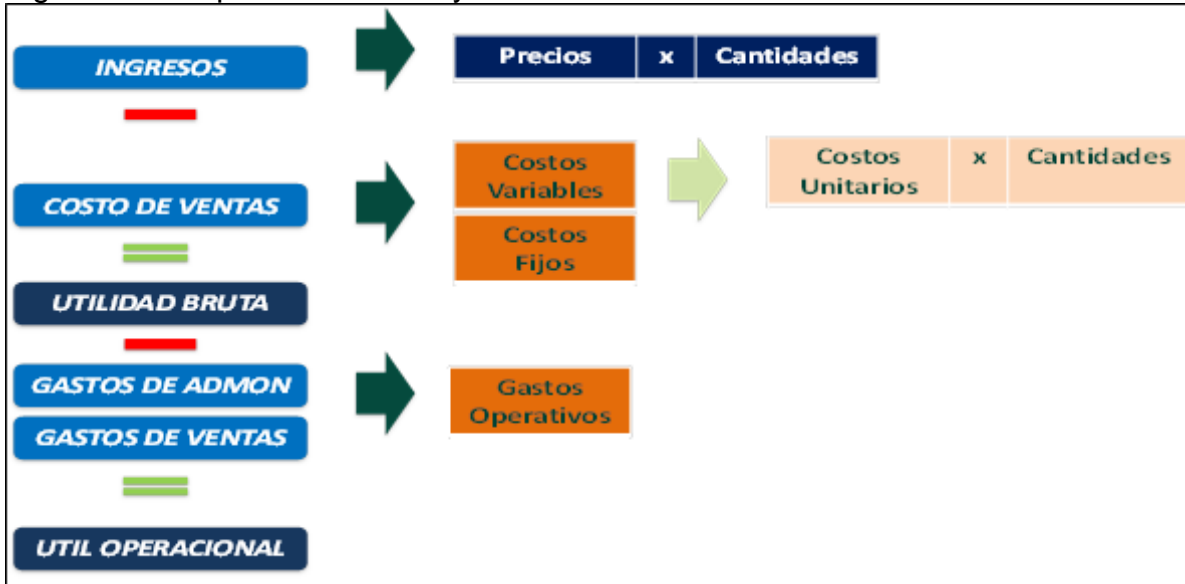 INGRESOS
Precios x Cantidades
COSTO DE VENTAS
Costos
Variables
Costos
Fijos
Costos
Unitarios
x
Cantidades
UTILIDAD BRUTA
GASTOS DE ADMON
GASTOS DE VENTAS
Gastos
Operativos
UTIL OPERACIONAL